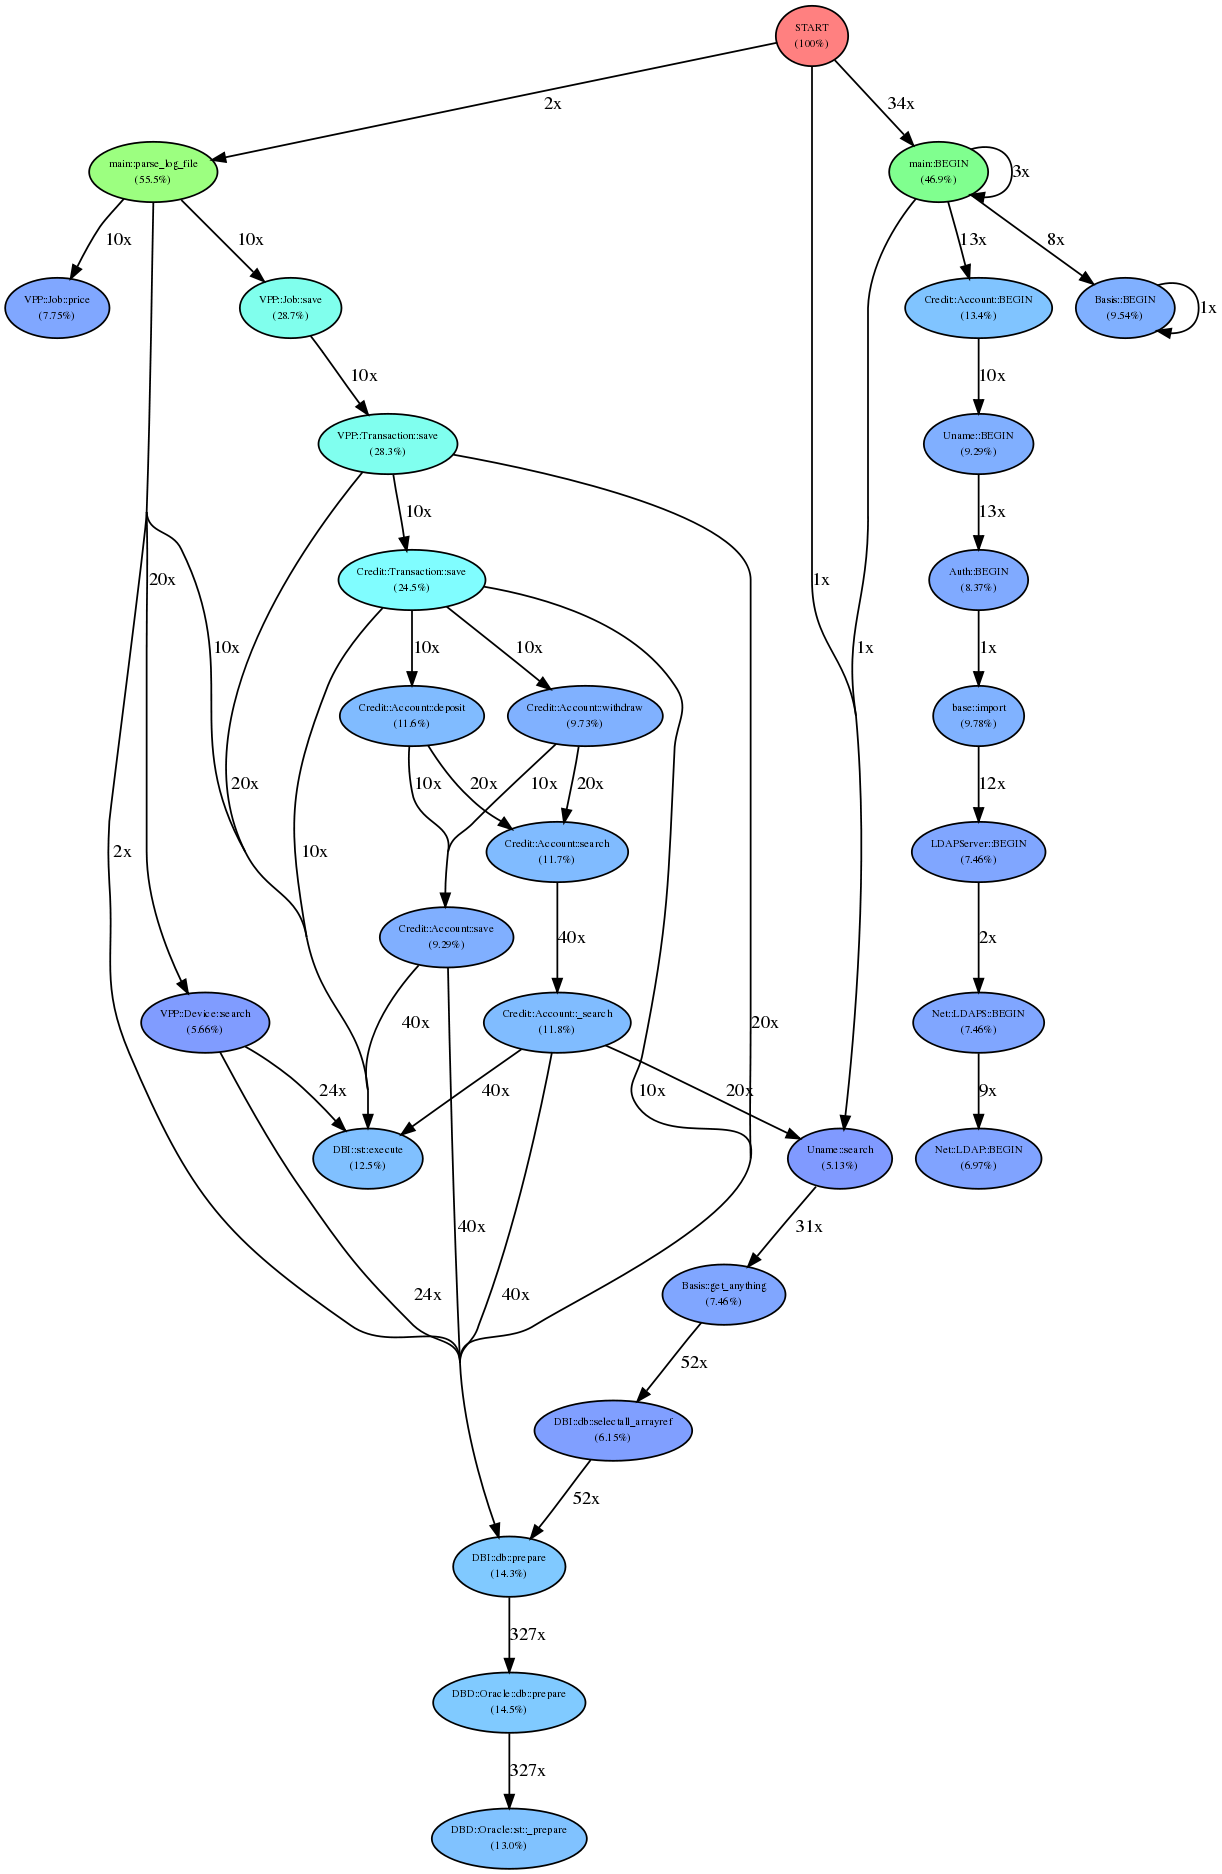 START
(100%)
2x
34x
main::parse_log_file
(55.5%)
main::BEGIN
(46.9%)
3x
10x
10x
13x
8x
VPP::Job::price
(7.75%)
VPP::Job::save
(28.7%)
Credit::Account::BEGIN
(13.4%)
Basis::BEGIN
(9.54%)
1x
10x
10x
VPP::Transaction::save
(28.3%)
Uname::BEGIN
(9.29%)
10x
13x
20x
Credit::Transaction::save
(24.5%)
1x
Auth::BEGIN
(8.37%)
10x
10x
10x
1x
1x
Credit::Account::deposit
(11.6%)
Credit::Account::withdraw
(9.73%)
base::import
(9.78%)
20x
10x
20x
10x
20x
12x
2x
10x
Credit::Account::search
(11.7%)
LDAPServer::BEGIN
(7.46%)
Credit::Account::save
(9.29%)
40x
2x
VPP::Device::search
(5.66%)
40x
Credit::Account::_search
(11.8%)
20x
Net::LDAPS::BEGIN
(7.46%)
24x
40x
10x
20x
9x
DBI::st::execute
(12.5%)
Uname::search
(5.13%)
Net::LDAP::BEGIN
(6.97%)
40x
31x
24x
40x
Basis::get_anything
(7.46%)
52x
DBI::db::selectall_arrayref
(6.15%)
52x
DBI::db::prepare
(14.3%)
327x
DBD::Oracle::db::prepare
(14.5%)
327x
DBD::Oracle::st::_prepare
(13.0%)